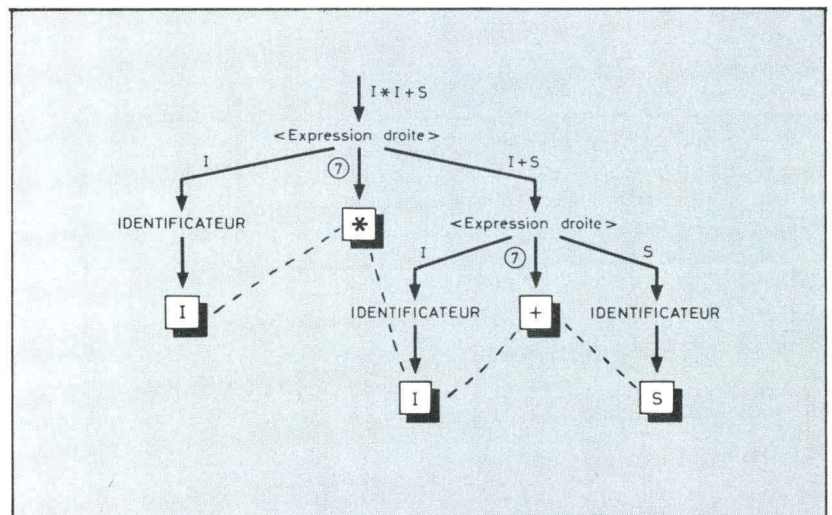 I*I+S
<Expression droite>
I ⑦ I+S
IDENTIFICATEUR * <Expression droite>
I ⑦ S
I IDENTIFICATEUR + IDENTIFICATEUR
I S